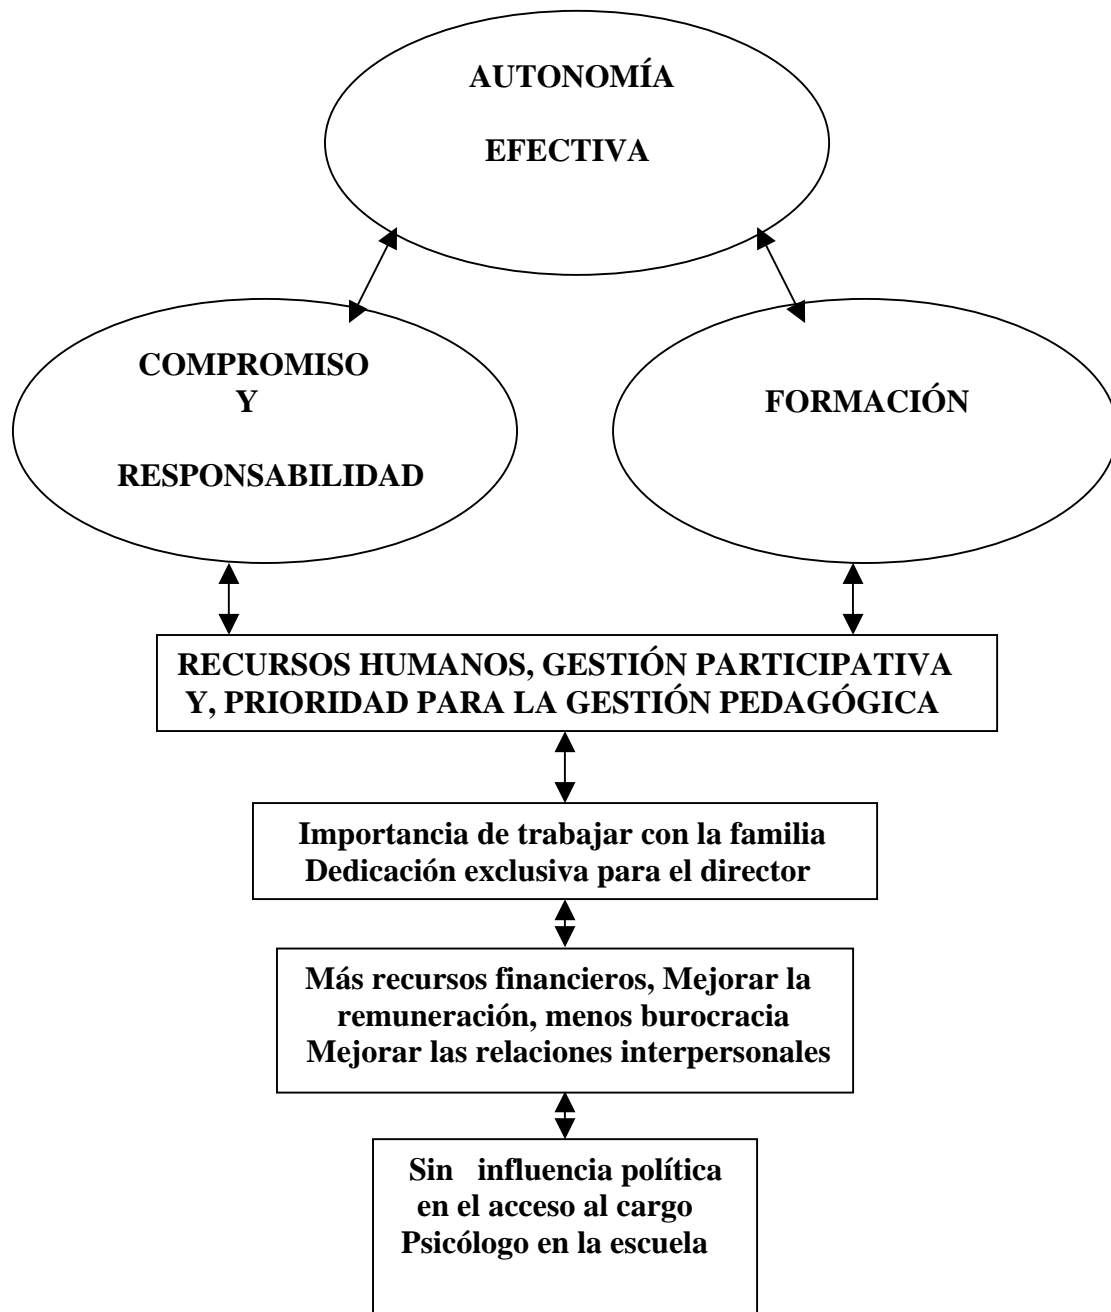 AUTONOMÍA
EFECTIVA
COMPROMISO
Y
RESPONSABILIDAD
FORMACIÓN
RECURSOS HUMANOS, GESTIÓN PARTICIPATIVA
Y, PRIORIDAD PARA LA GESTIÓN PEDAGÓGICA
Importancia de trabajar con la familia
Dedicación exclusiva para el director
Más recursos financieros, Mejorar la
remuneración, menos burocracia
Mejorar las relaciones interpersonales
Sin influencia política
en el acceso al cargo
Psicólogo en la escuela